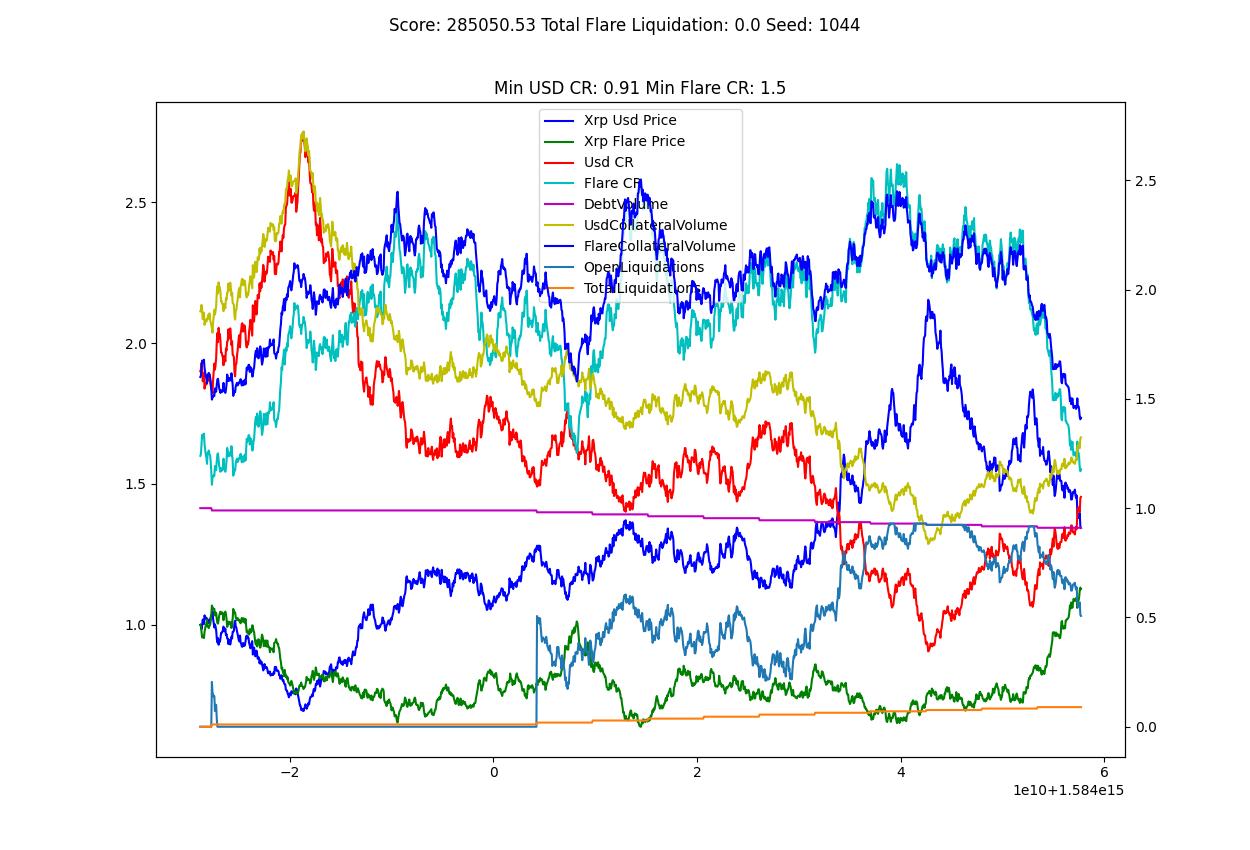 Score: 285050.53 Total Flare Liquidation: 0.0 Seed: 1044
Min USD CR: 0.91 Min Flare CR: 1.5
Xrp Usd Price
Xrp Flare Price
Usd CR
Flare CR
DebtVolume
UsdCollateralVolume
FlareCollateralVolume
OpenLiquidations
TotalLiquidations
2.5
2.0
1.5
1.0
2.5
2.0
1.5
1.0
0.5
0.0
−2
0
2
4
6
1e10+1.584e15